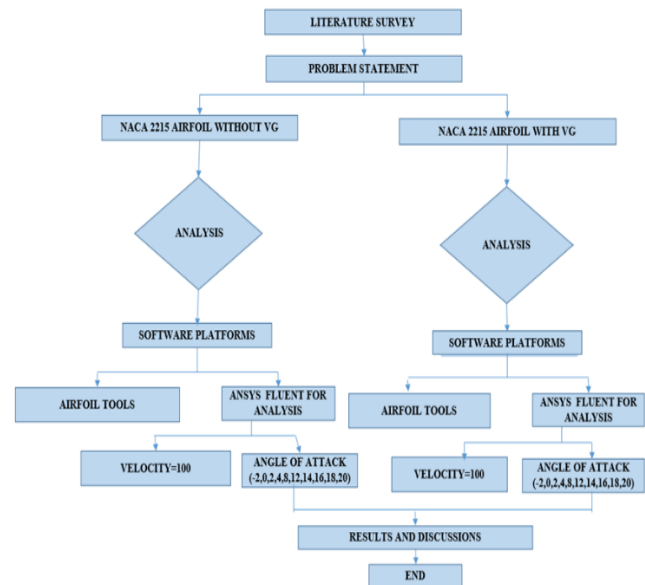 LITERATURE SURVEY
PROBLEM STATEMENT
NACA 2215 AIRFOIL WITHOUT VG
NACA 2215 AIRFOIL WITH VG
ANALYSIS
ANALYSIS
SOFTWARE PLATFORMS
SOFTWARE PLATFORMS
AIRFOIL TOOLS
ANSYS FLUENT FOR
ANALYSIS
AIRFOIL TOOLS
ANSYS FLUENT FOR
ANALYSIS
VELOCITY=100
ANGLE OF ATTACK
(-2,0,2,4,8,12,14,16,18,20)
VELOCITY=100
ANGLE OF ATTACK
(-2,0,2,4,8,12,14,16,18,20)
RESULTS AND DISCUSSIONS
END